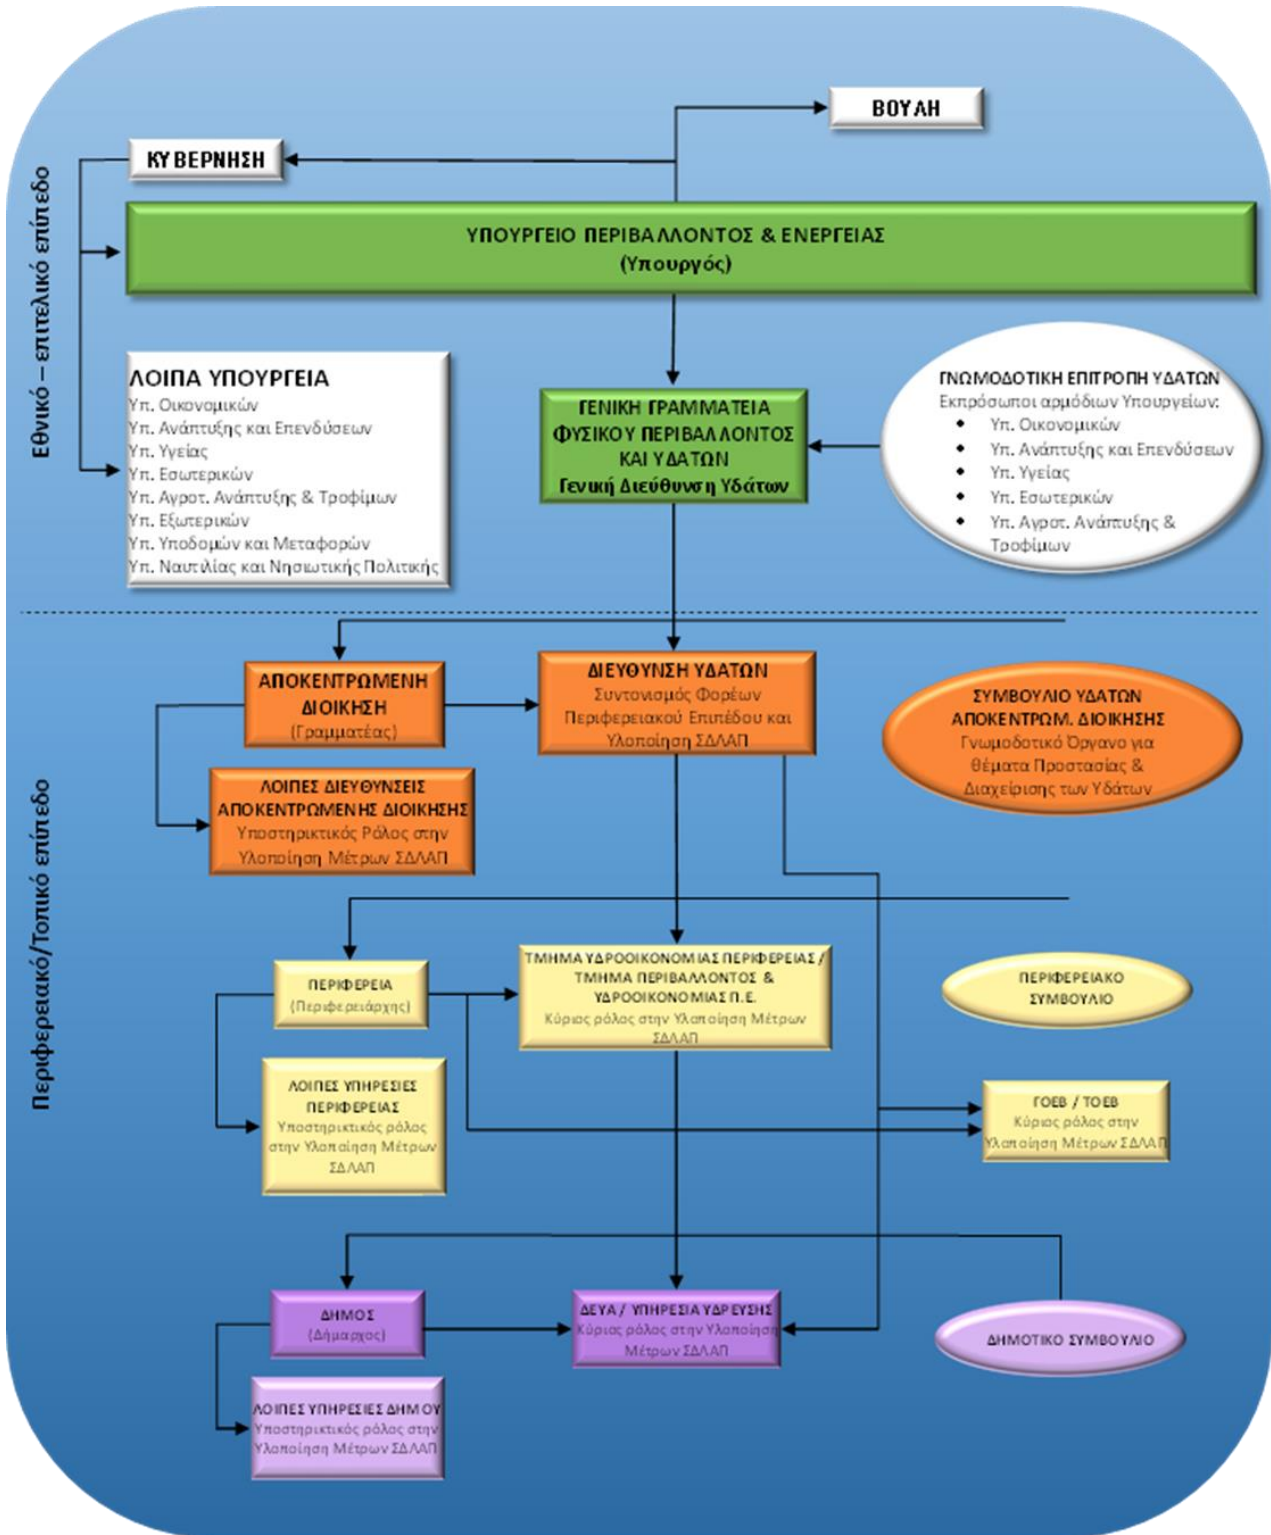 ΒΟΥΛΗ
ΚΥΒΕΡΝΗΣΗ
Εθνικό – επιτελικό επίπεδο
ΥΠΟΥΡΓΕΙΟ ΠΕΡΙΒΑΛΛΟΝΤΟΣ & ΕΝΕΡΓΕΙΑΣ
(Υπουργός)
ΛΟΙΠΑ ΥΠΟΥΡΓΕΙΑ
Υπ. Οικονομικών
Υπ. Ανάπτυξης και Επενδύσεων
Υπ. Υγείας
Υπ. Εσωτερικών
Υπ. Αγροτ. Ανάπτυξης & Τροφίμων
Υπ. Εξωτερικών
Υπ. Υποδομών και Μεταφορών
Υπ. Ναυτιλίας και Νησιωτικής Πολιτικής
ΓΕΝΙΚΗ ΓΡΑΜΜΑΤΕΙΑ
ΦΥΣΙΚΟΥ ΠΕΡΙΒΑΛΛΟΝΤΟΣ
ΚΑΙ ΥΔΑΤΩΝ
Γενική Διεύθυνση Υδάτων
ΓΝΩΜΟΔΟΤΙΚΗ ΕΠΙΤΡΟΠΗ ΥΔΑΤΩΝ
Εκπρόσωποι αρμόδιων Υπουργείων:
• Υπ. Οικονομικών
• Υπ. Ανάπτυξης και Επενδύσεων
• Υπ. Υγείας
• Υπ. Εσωτερικών
• Υπ. Αγροτ. Ανάπτυξης &
Τροφίμων
Περιφερειακό/Τοπικό επίπεδο
ΑΠΟΚΕΝΤΡΩΜΕΝΗ
ΔΙΟΙΚΗΣΗ
(Γραμματέας)
ΔΙΕΥΘΥΝΣΗ ΥΔΑΤΩΝ
Συντονισμός Φορέων
Περιφερειακού Επιπέδου και
Υλοποίηση ΣΔΛΑΠ
ΣΥΜΒΟΥΛΙΟ ΥΔΑΤΩΝ
ΑΠΟΚΕΝΤΡΩΜ. ΔΙΟΙΚΗΣΗΣ
Γνωμοδοτικό Όργανο για
θέματα Προστασίας &
Διαχείρισης των Υδάτων
ΛΟΙΠΕΣ ΔΙΕΥΘΥΝΣΕΙΣ
ΑΠΟΚΕΝΤΡΩΜΕΝΗΣ ΔΙΟΙΚΗΣΗΣ
Υποστηρικτικός Ρόλος στην
Υλοποίηση Μέτρων ΣΔΛΑΠ
ΠΕΡΙΦΕΡΕΙΑ
(Περιφερειάρχης)
ΤΜΗΜΑ ΥΔΡΟΟΙΚΟΝΟΜΙΑΣ ΠΕΡΙΦΕΡΕΙΑΣ /
ΤΜΗΜΑ ΠΕΡΙΒΑΛΛΟΝΤΟΣ &
ΥΔΡΟΟΙΚΟΝΟΜΙΑΣ Π.Ε.
Κύριος ρόλος στην Υλοποίηση Μέτρων
ΣΔΛΑΠ
ΠΕΡΙΦΕΡΕΙΑΚΟ
ΣΥΜΒΟΥΛΙΟ
ΛΟΙΠΕΣ ΥΠΗΡΕΣΙΕΣ
ΠΕΡΙΦΕΡΕΙΑΣ
Υποστηρικτικός ρόλος
στην Υλοποίηση Μέτρων
ΣΔΛΑΠ
ΓΟΕΒ / ΤΟΕΒ
Κύριος ρόλος στην
Υλοποίηση Μέτρων ΣΔΛΑΠ
ΔΗΜΟΣ
(Δήμαρχος)
ΔΕΥΑ / ΥΠΗΡΕΣΙΑ ΥΔΡΕΥΣΗΣ
Κύριος ρόλος στην Υλοποίηση
Μέτρων ΣΔΛΑΠ
ΔΗΜΟΤΙΚΟ ΣΥΜΒΟΥΛΙΟ
ΛΟΙΠΕΣ ΥΠΗΡΕΣΙΕΣ ΔΗΜΟΥ
Υποστηρικτικός ρόλος στην
Υλοποίηση Μέτρων ΣΔΛΑΠ